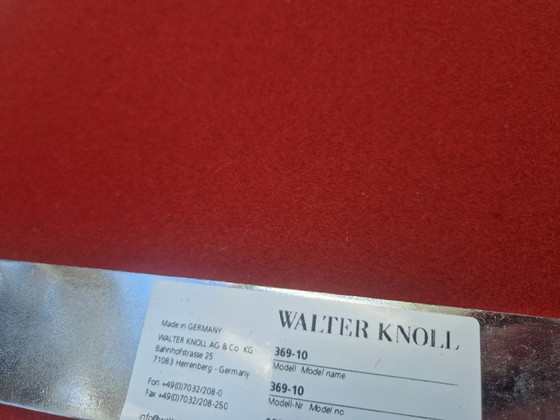 WALTER KNOLL
Made in GERMANY
WALTER KNOLL AG & Co. KG
Bahnhofstrasse 25
71083 Herrenberg - Germany
Fon +49(0)7032/208-0
Fax +49(0)7032/208-250
369-10
Modell Model name
369-10
Modell-Nr Model no